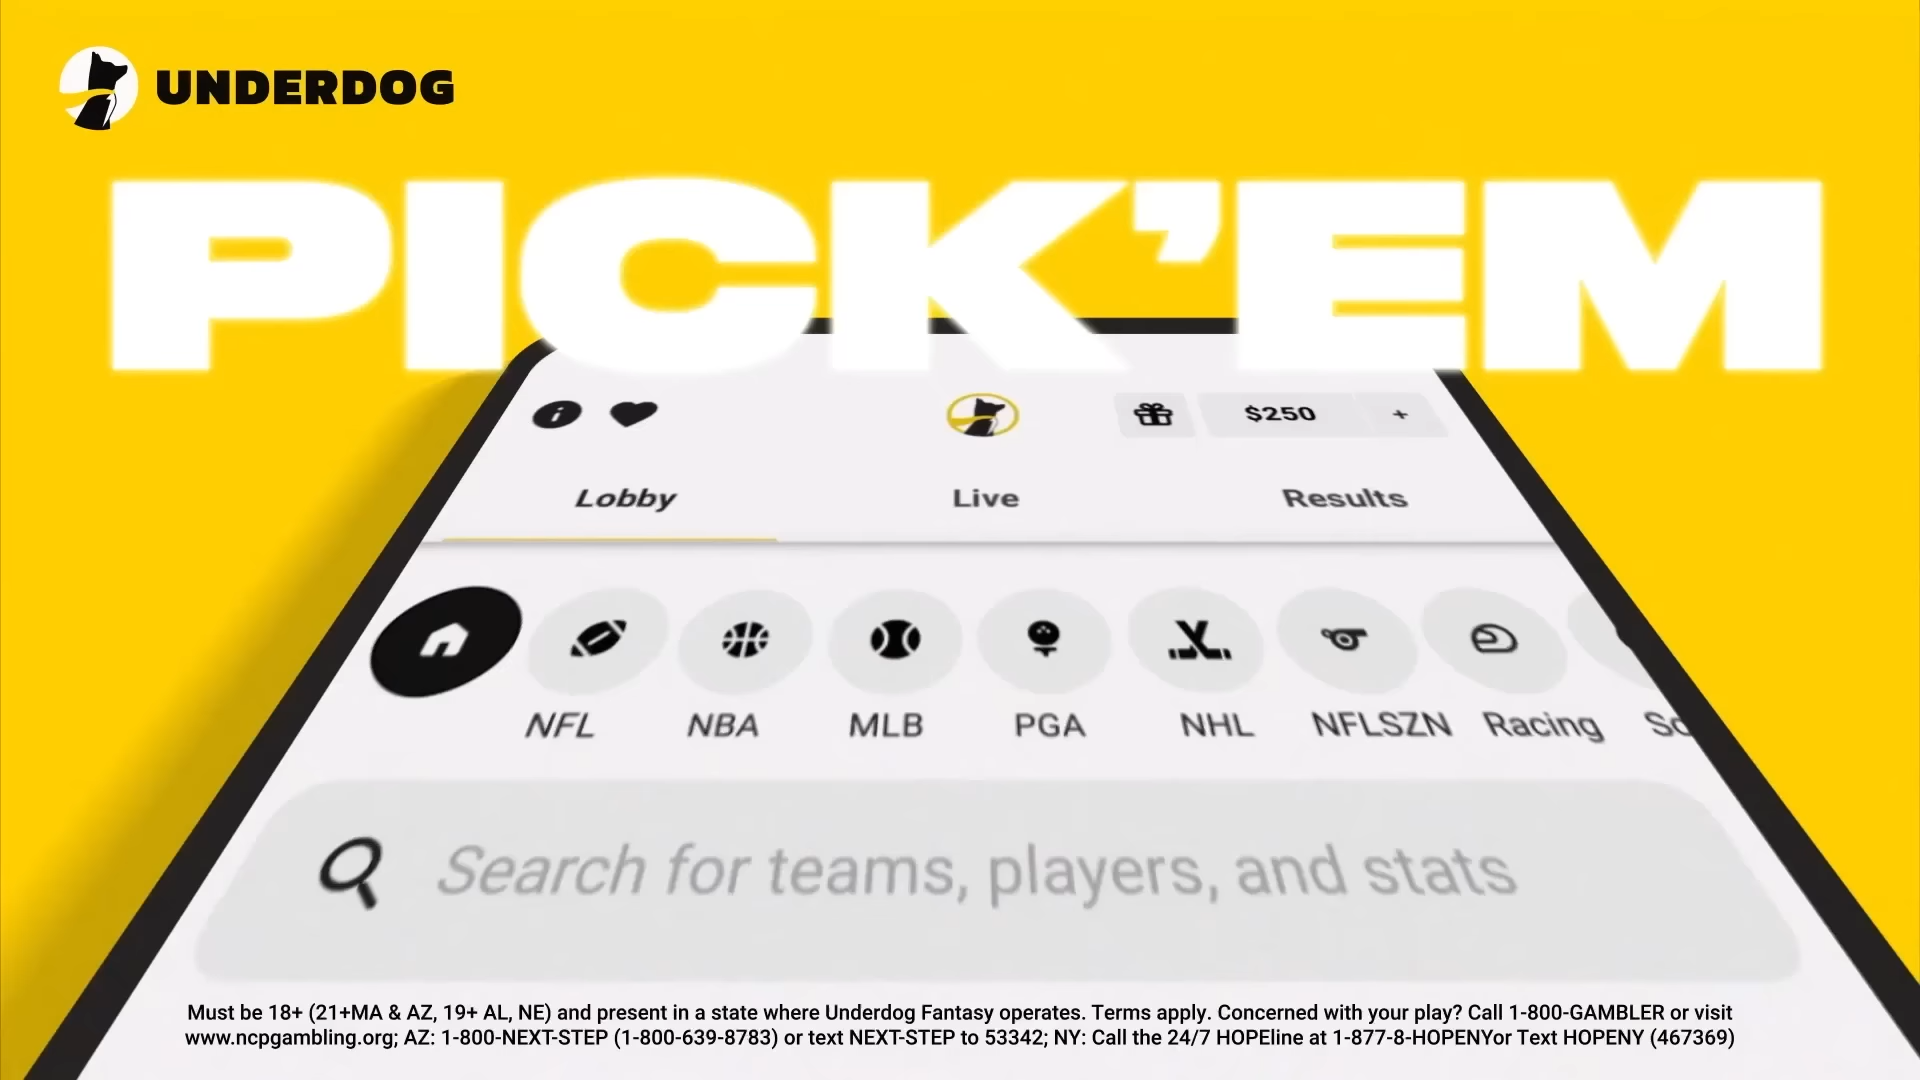 UNDERDOG
PICK'EM
$250 +
Lobby Live Results
NFL NBA MLB PGA NHL NFLSZN Racing
Search for teams, players, and stats
Must be 18+ (21+MA & AZ, 19+ AL, NE) and present in a state where Underdog Fantasy operates. Terms apply. Concerned with your play? Call 1-800-GAMBLER or visit
www.ncpgambling.org; AZ: 1-800-NEXT-STEP (1-800-639-8783) or text NEXT-STEP to 53342; NY: Call the 24/7 HOPEline at 1-877-8-HOPENYor Text HOPENY (467369)